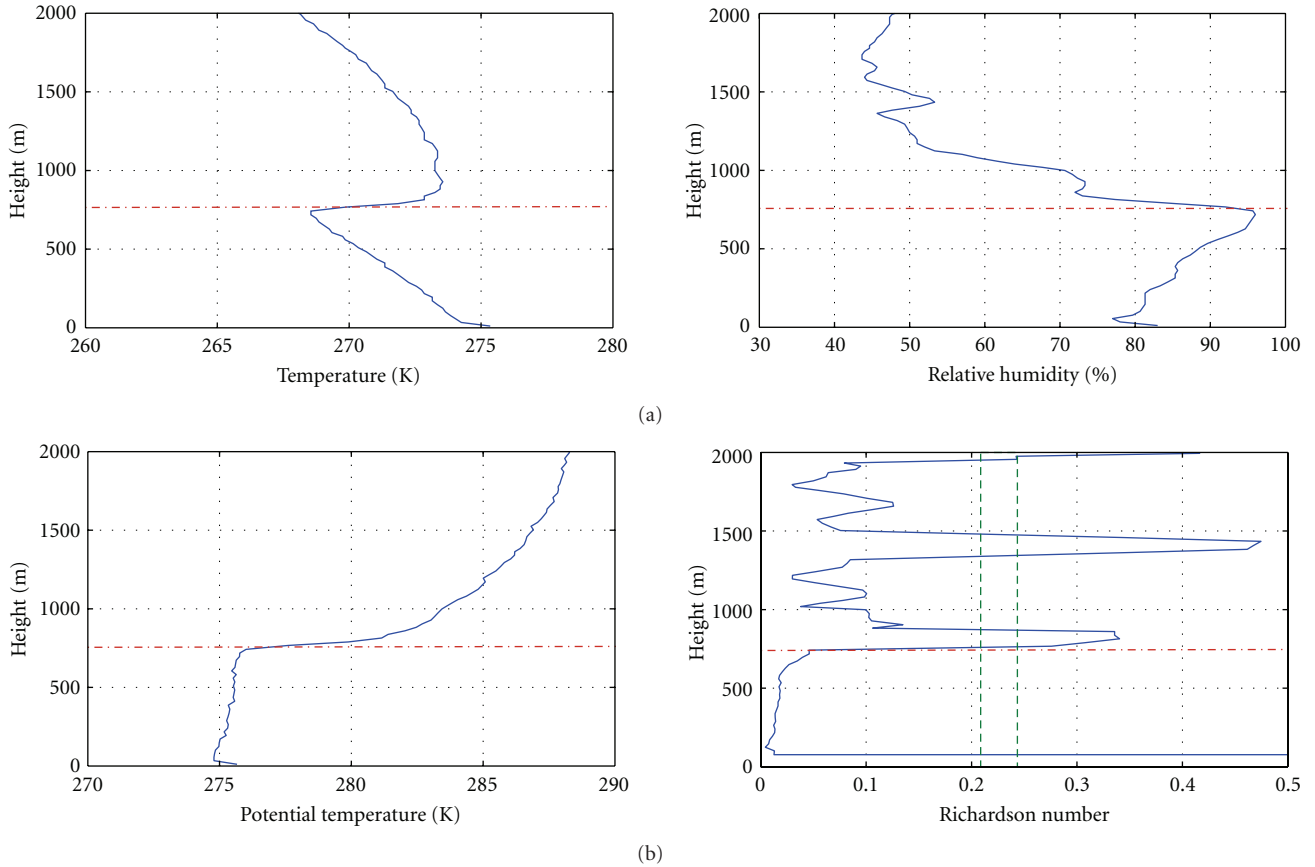 2000
1500
1000
500
0
Height (m)
260 265 270 275 280
Temperature (K)
2000
1500
1000
500
0
Height (m)
30 40 50 60 70 80 90 100
Relative humidity (%)
(a)
2000
1500
1000
500
0
Height (m)
270 275 280 285 290
Potential temperature (K)
2000
1500
1000
500
0
Height (m)
0 0.1 0.2 0.3 0.4 0.5
Richardson number
(b)